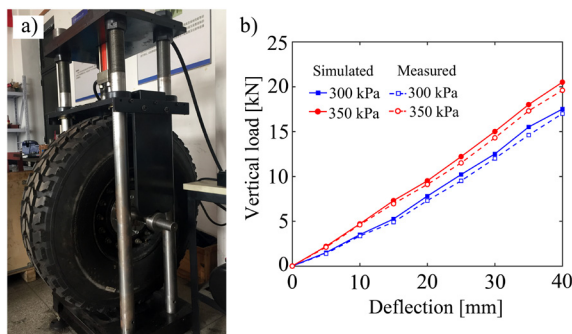 a)
b)
25
20
15
10
5
0
Vertical load [kN]
Simulated Measured
300 kPa 300 kPa
350 kPa 350 kPa
0 10 20 30 40
Deflection [mm]